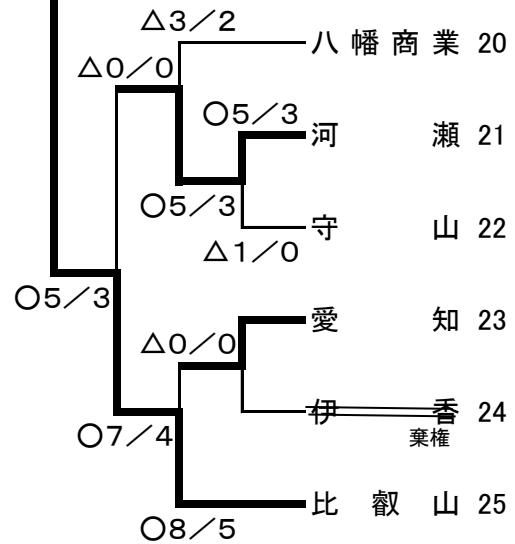 △3／2
八幡商業 20
△0／0
○5／3
河瀬 21
○5／3
守山 22
△1／0
○5／3
愛知 23
△0／0
伊香 24
棄権
○7／4
比叡山 25
○8／5